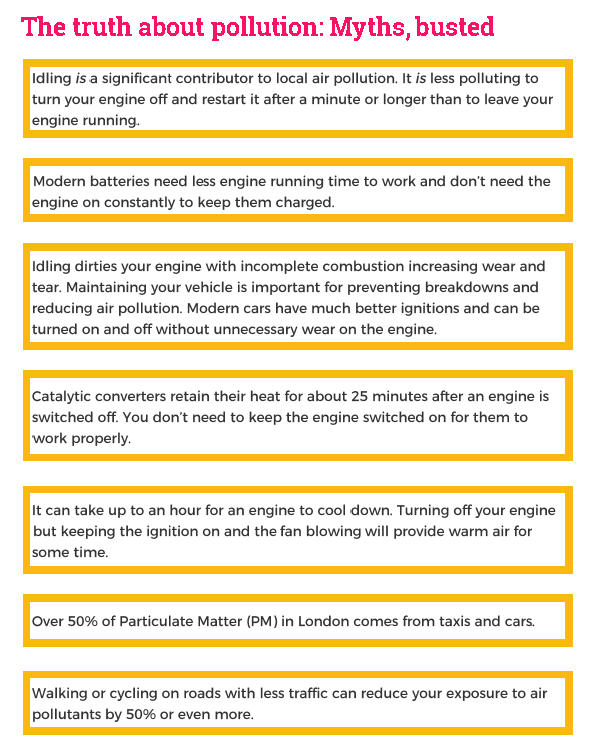 The truth about pollution: Myths, busted
Idling is a significant contributor to local air pollution. It is less polluting to
turn your engine off and restart it after a minute or longer than to leave your
engine running.
Modern batteries need less engine running time to work and don't need the
engine on constantly to keep them charged.
Idling dirties your engine with incomplete combustion increasing wear and
tear. Maintaining your vehicle is important for preventing breakdowns and
reducing air pollution. Modern cars have much better ignitions and can be
turned on and off without unnecessary wear on the engine.
Catalytic converters retain their heat for about 25 minutes after an engine is
switched off. You don't need to keep the engine switched on for them to
work properly.
It can take up to an hour for an engine to cool down. Turning off your engine
but keeping the ignition on and the fan blowing will provide warm air for
some time.
Over 50% of Particulate Matter (PM) in London comes from taxis and cars.
Walking or cycling on roads with less traffic can reduce your exposure to air
pollutants by 50% or even more.